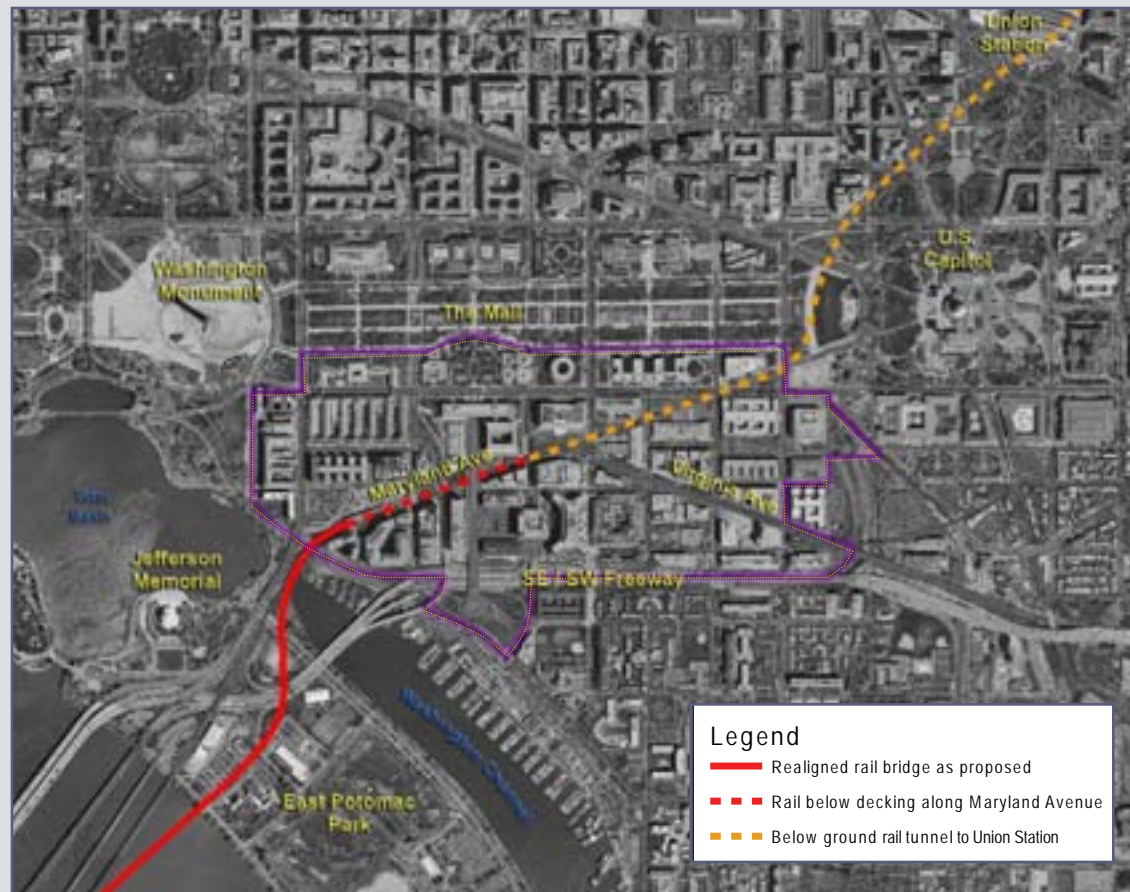 Union
Station
U.S.
Capitol
Washington
Monument
The Mall
Maryland Ave
Virginia Ave
Tidal
Basin
Jefferson
Memorial
SE / SW Freeway
Washington Channel
East Potomac
Park
Legend
Realigned rail bridge as proposed
Rail below decking along Maryland Avenue
Below ground rail tunnel to Union Station